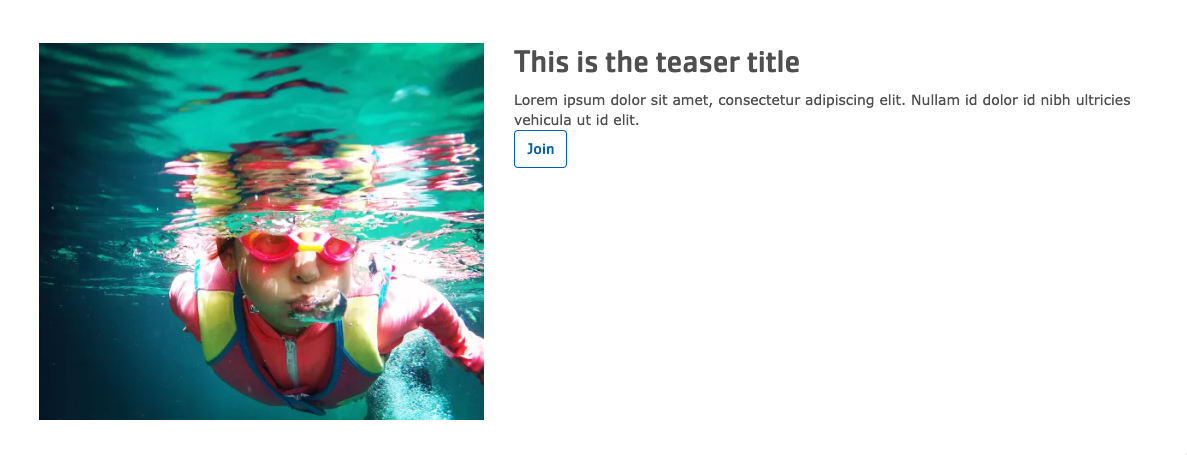 This is the teaser title
Lorem ipsum dolor sit amet, consectetur adipiscing elit. Nullam id dolor id nibh ultricies
vehicula ut id elit.
Join